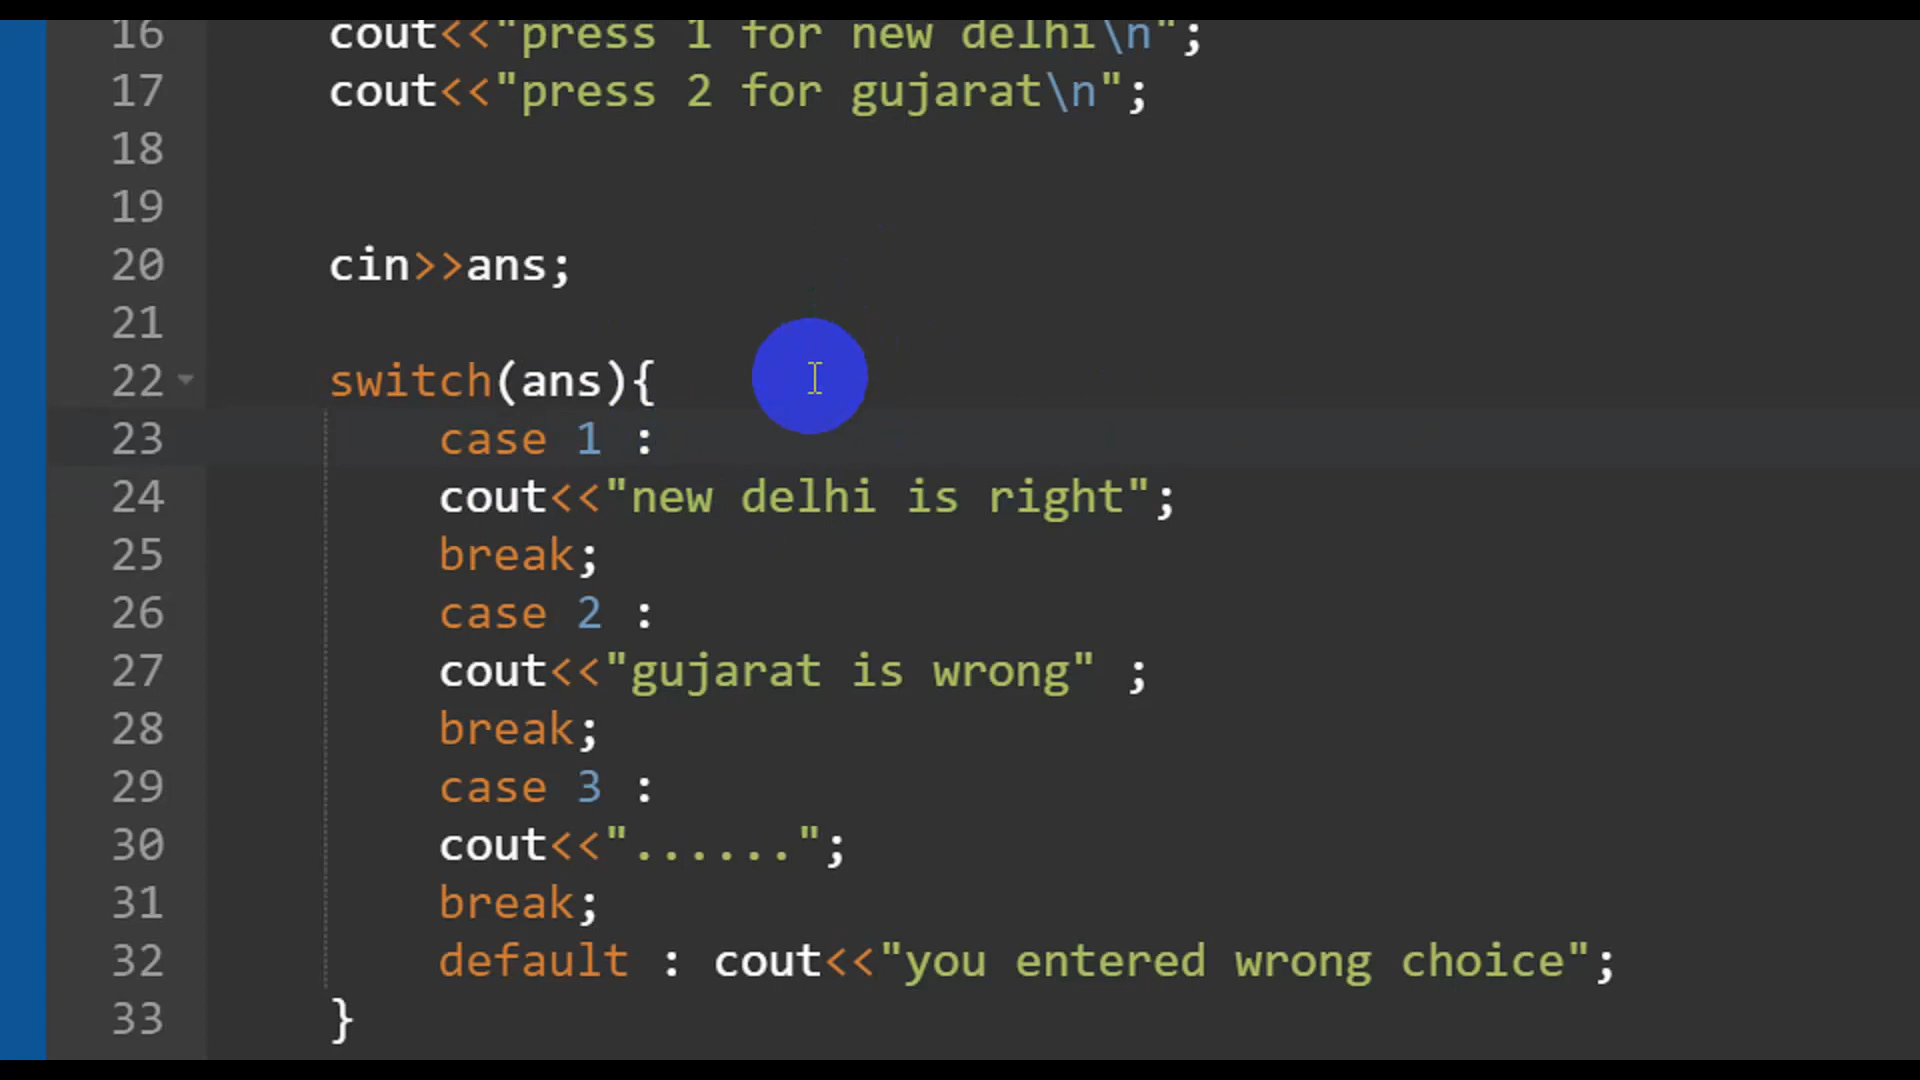 16 cout<<"press 1 for new delhi\n";
17 cout<<"press 2 for gujarat\n";
18
19
20 cin>>ans;
21
22 switch(ans){
23 case 1 :
24 cout<<"new delhi is right";
25 break;
26 case 2 :
27 cout<<"gujarat is wrong" ;
28 break;
29 case 3 :
30 cout<<"......";
31 break;
32 default : cout<<"you entered wrong choice";
33 }